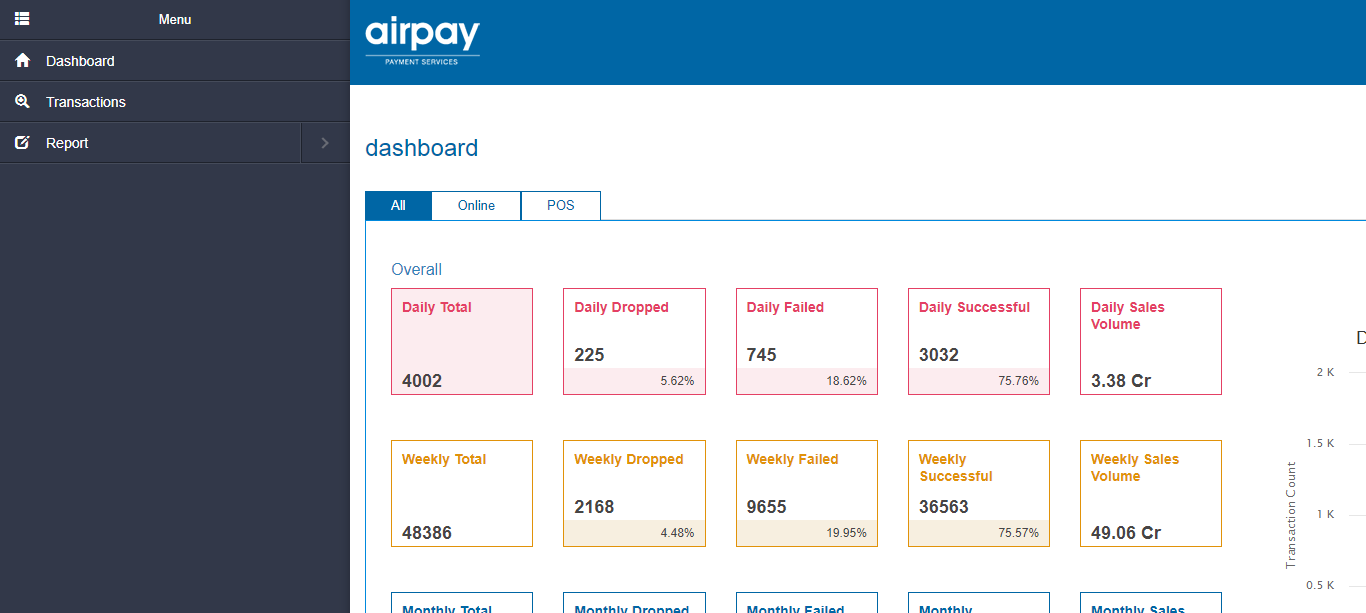 Menu
Dashboard
Transactions
Report
airpay
PAYMENT SERVICES
dashboard
All
Online
POS
Overall
Daily Total
4002
Daily Dropped
225
5.62%
Daily Failed
745
18.62%
Daily Successful
3032
75.76%
Daily Sales
Volume
3.38 Cr
Weekly Total
48386
Weekly Dropped
2168
4.48%
Weekly Failed
9655
19.95%
Weekly
Successful
36563
75.57%
Weekly Sales
Volume
49.06 Cr
Monthly Total
Monthly Dropped
Monthly Failed
Monthly
Monthly Sales
D
2 K
1.5 K
1 K
0.5 K
Transaction Count